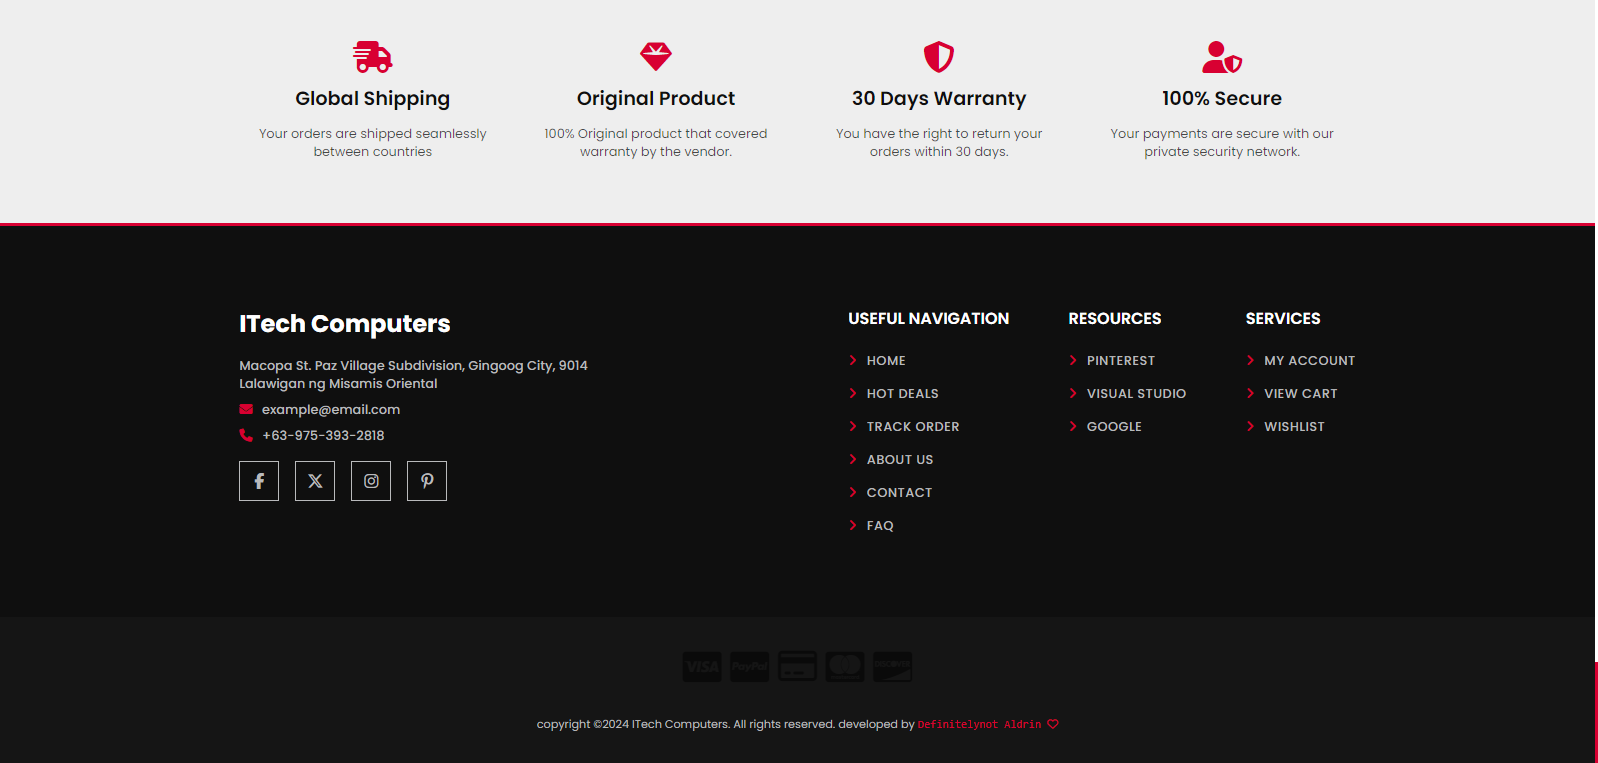 Global Shipping
Your orders are shipped seamlessly
between countries
Original Product
100% Original product that covered
warranty by the vendor.
30 Days Warranty
You have the right to return your
orders within 30 days.
100% Secure
Your payments are secure with our
private security network.
ITech Computers
Macopa St. Paz Village Subdivision, Gingoog City, 9014
Lalawigan ng Misamis Oriental
example@email.com
+63-975-393-2818
USEFUL NAVIGATION
HOME
HOT DEALS
TRACK ORDER
ABOUT US
CONTACT
FAQ
RESOURCES
PINTEREST
VISUAL STUDIO
GOOGLE
SERVICES
MY ACCOUNT
VIEW CART
WISHLIST
VISA PayPal DISCOVER
copyright ©2024 ITech Computers. All rights reserved. developed by Definitelynot Aldrin